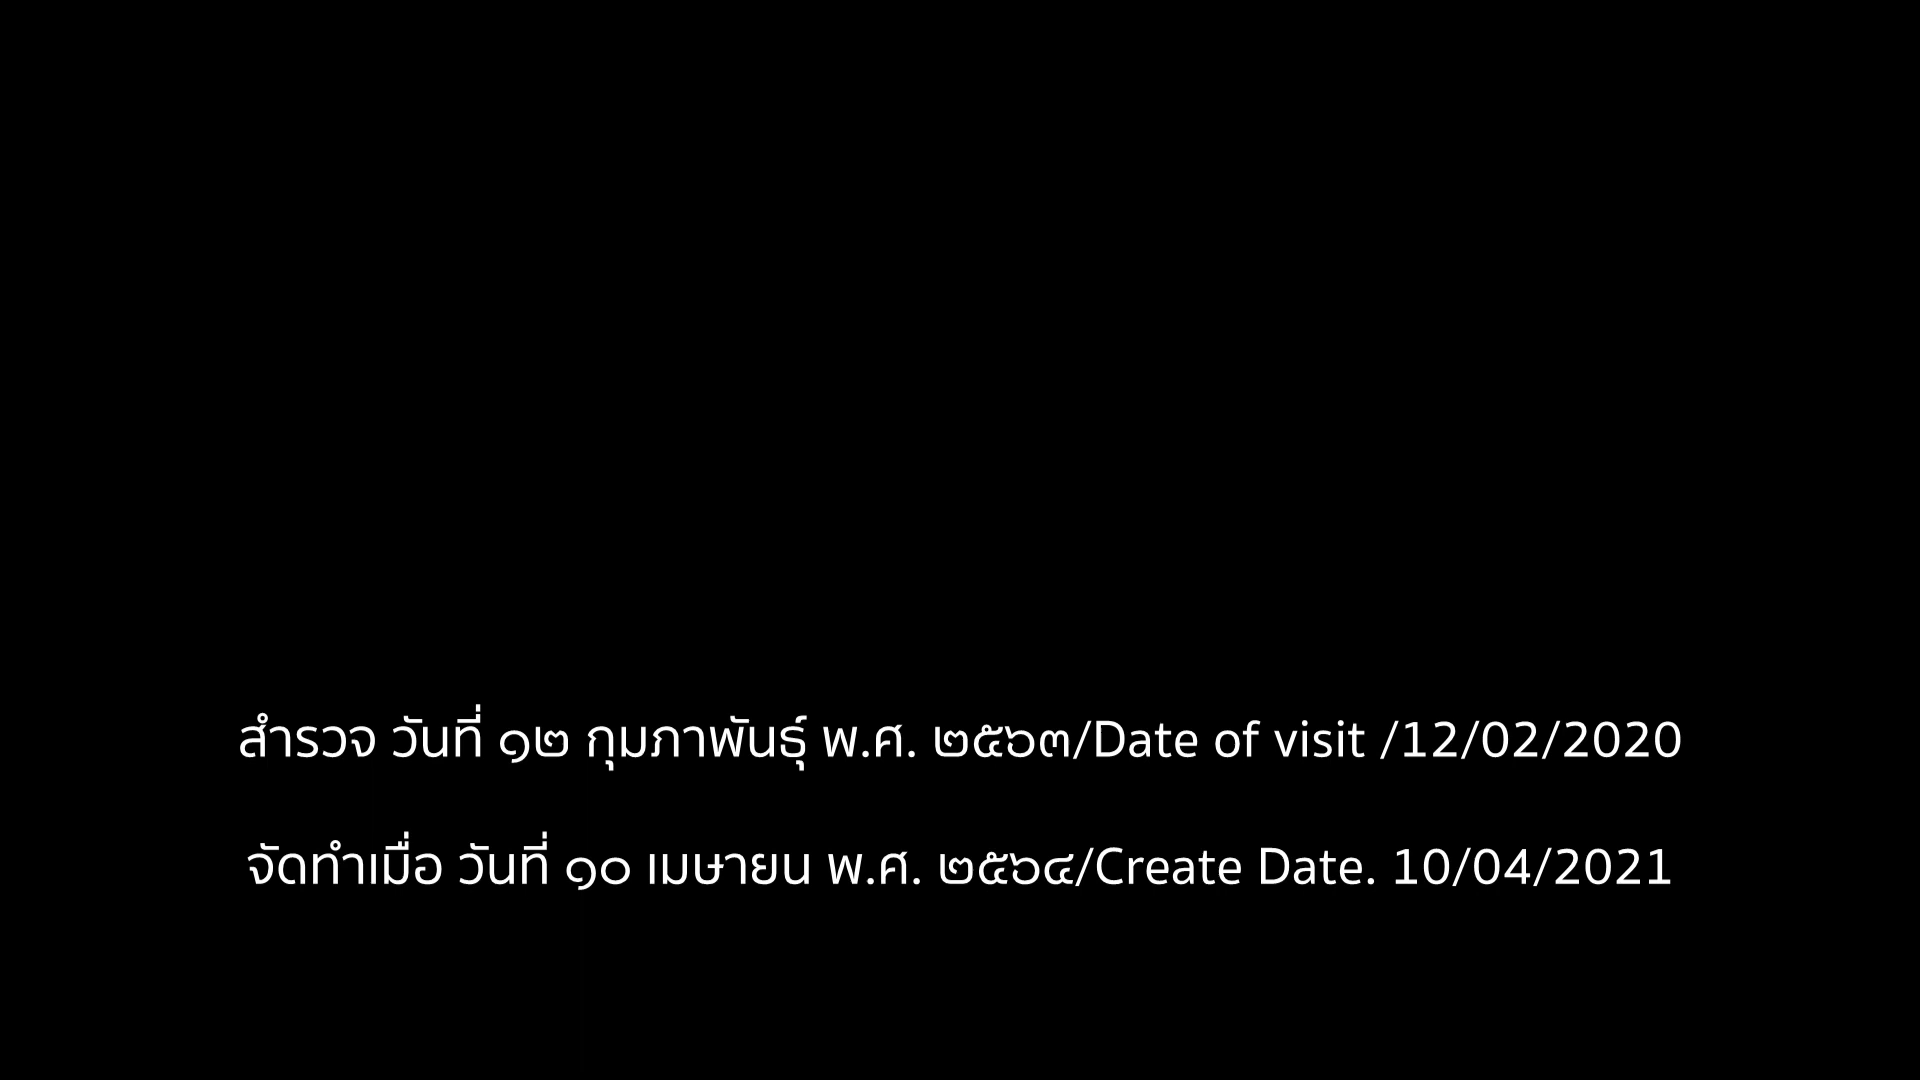 สำรวจ วันที่ ๑๒ กุมภาพันธุ์ พ.ศ. ๒๕๖๓/Date of visit /12/02/2020
จัดทำเมื่อ วันที่ ๑๐ เมษายน พ.ศ. ๒๕๖๔/Create Date. 10/04/2021